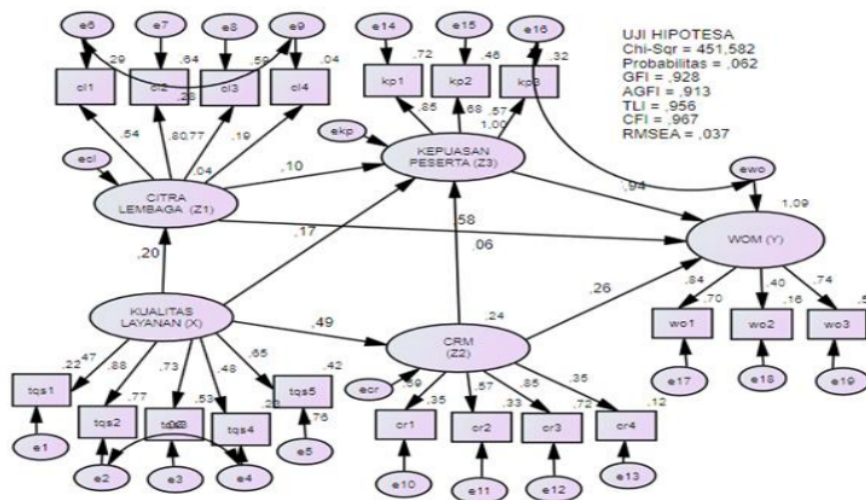 e6
e7
e8
e9
e14
e15
e16
UJI HIPOTESA
Chi-Sqr = 451,582
Probabilitas = ,062
GFI = ,928
AGFI = ,913
TLI = ,956
CFI = ,967
RMSEA = ,037
,29
,64
,59
,04
,72
,46
,32
cl1
cl2
cl3
cl4
kp1
kp2
kp3
,28
,54
,80
,77
,19
,85
,68
,57
1,00
ecl
ekp
ewo
,04
,10
KEPUASAN
PESERTA (Z3)
,94
CITRA
LEMBAGA (Z1)
1,09
WOM (Y)
,58
,06
,17
,20
,26
KUALITAS
LAYANAN (X)
,49
,24
CRM
(Z2)
,84
,40
,74
,70
,16
wo1
wo2
wo3
,22
,47
,88
,73
,48
,65
,42
tqs1
tqs5
ecr
,59
,57
,85
,35
e17
e18
e19
,77
,53
,35
,33
,72
,12
tqs2
tqs4
,76
cr1
cr2
cr3
cr4
e1
e2
e3
e4
e5
e10
e11
e12
e13